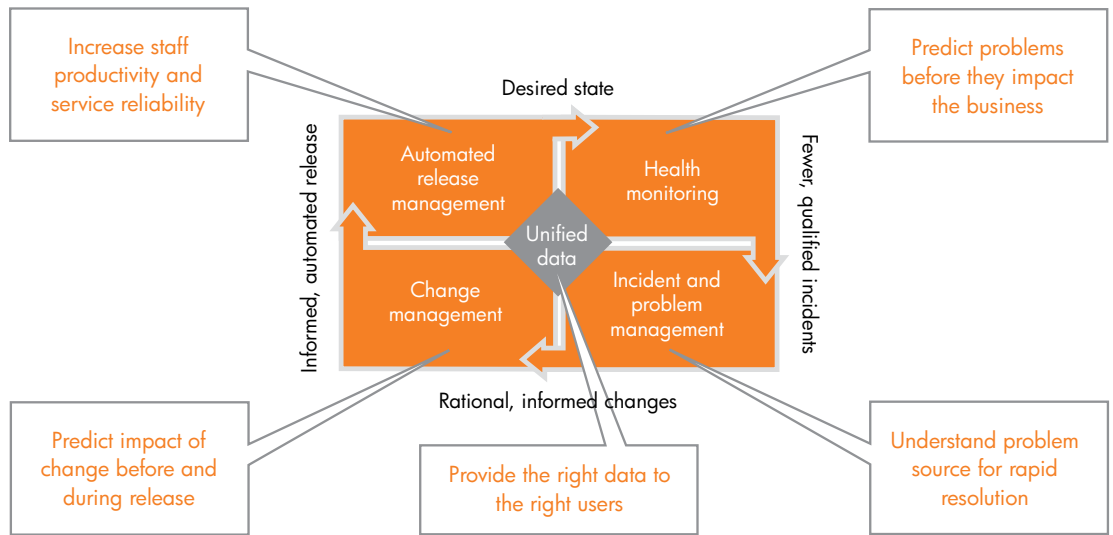 Increase staff
productivity and
service reliability
Desired state
Predict problems
before they impact
the business
Informed, automated release
Automated
release
management
Health
monitoring
Fewer, qualified incidents
Unified
data
Change
management
Incident and
problem
management
Rational, informed changes
Predict impact of
change before and
during release
Provide the right data to
the right users
Understand problem
source for rapid
resolution